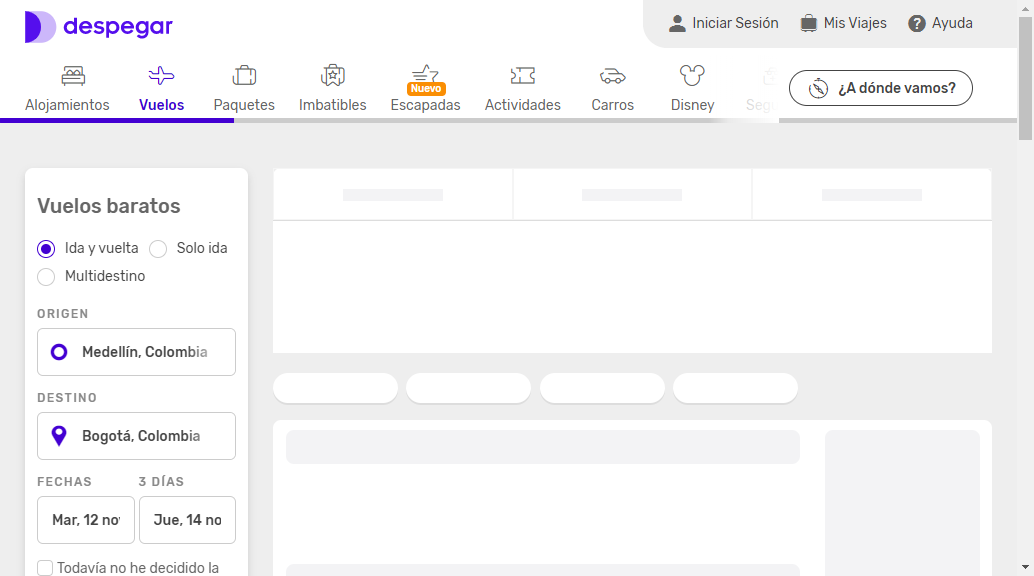 despegar
Iniciar Sesión
Mis Viajes
Ayuda
Alojamientos
Vuelos
Paquetes
Imbatibles
Nuevo
Escapadas
Actividades
Carros
Disney
¿A dónde vamos?
Vuelos baratos
Ida y vuelta
Solo ida
Multidestino
ORIGEN
Medellín, Colombia
DESTINO
Bogotá, Colombia
FECHAS
3 DÍAS
Mar, 12 no
Jue, 14 no
Todavía no he decidido la